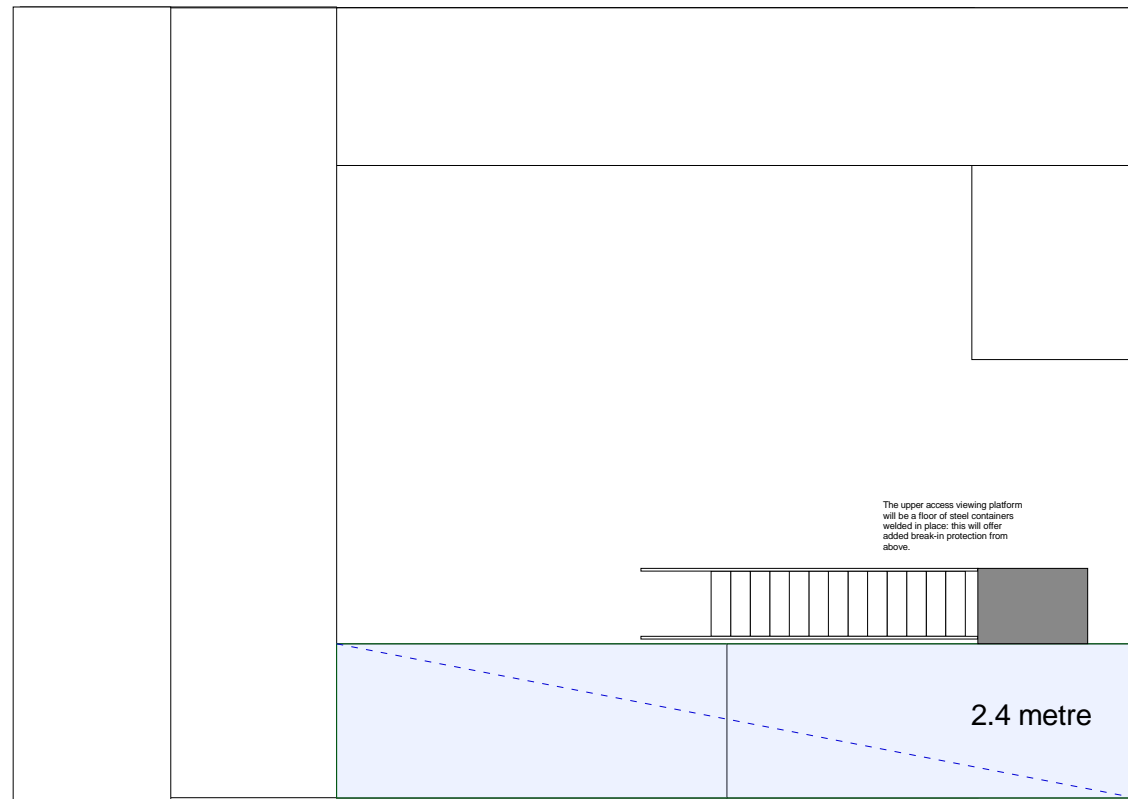 The upper access viewing platform
will be a floor of steel containers
welded in place: this will offer
added break-in protection from
above.
2.4 metre